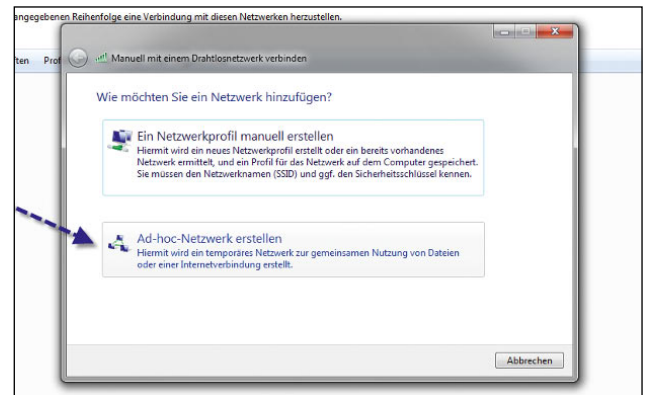 angegebenen Reihenfolge eine Verbindung mit diesen Netzwerken herzustellen.
Manuell mit einem Drahtlosnetzwerk verbinden
Wie möchten Sie ein Netzwerk hinzufügen?
Ein Netzwerkprofil manuell erstellen
Hiermit wird ein neues Netzwerkprofil erstellt oder ein bereits vorhandenes
Netzwerk ermittelt, und ein Profil für das Netzwerk auf dem Computer gespeichert.
Sie müssen den Netzwerknamen (SSID) und ggf. den Sicherheitsschlüssel kennen.
Ad-hoc-Netzwerk erstellen
Hiermit wird ein temporäres Netzwerk zur gemeinsamen Nutzung von Dateien
oder einer Internetverbindung erstellt.
Abbrechen